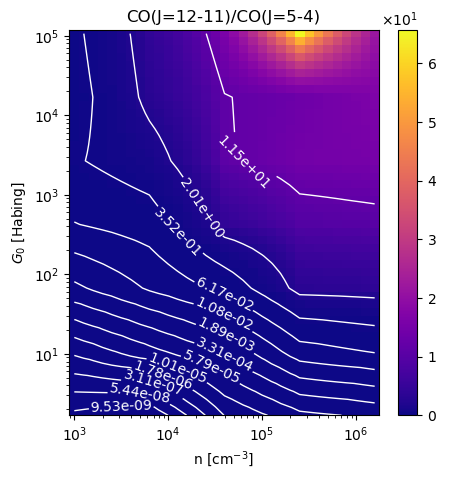 CO(J=12-11)/CO(J=5-4)
×10¹
10⁵
10⁴
10³
10²
10¹
G₀ [Habing]
1.15e+01
2.01e+00
3.52e-01
6.17e-02
1.08e-02
1.89e-03
3.31e-04
5.79e-05
1.01e-05
1.78e-06
3.11e-07
5.44e-08
9.53e-09
10³
10⁴
10⁵
10⁶
n [cm⁻³]
6
5
4
3
2
1
0